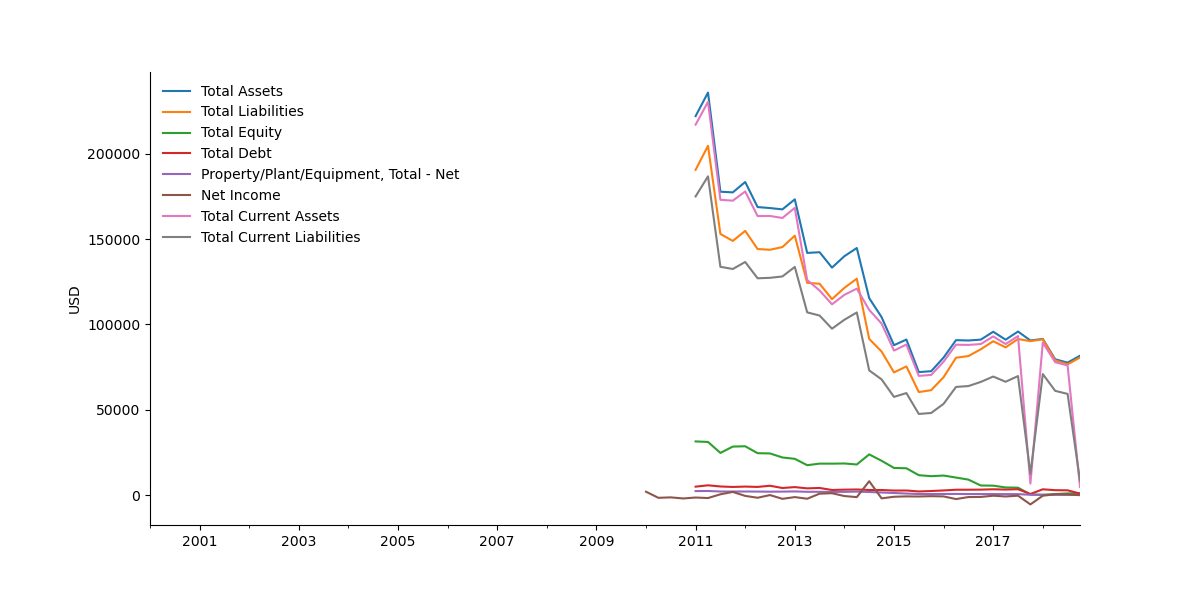 Total Assets
Total Liabilities
Total Equity
Total Debt
Property/Plant/Equipment, Total - Net
Net Income
Total Current Assets
Total Current Liabilities
USD
200000
150000
100000
50000
0
2001 2003 2005 2007 2009 2011 2013 2015 2017